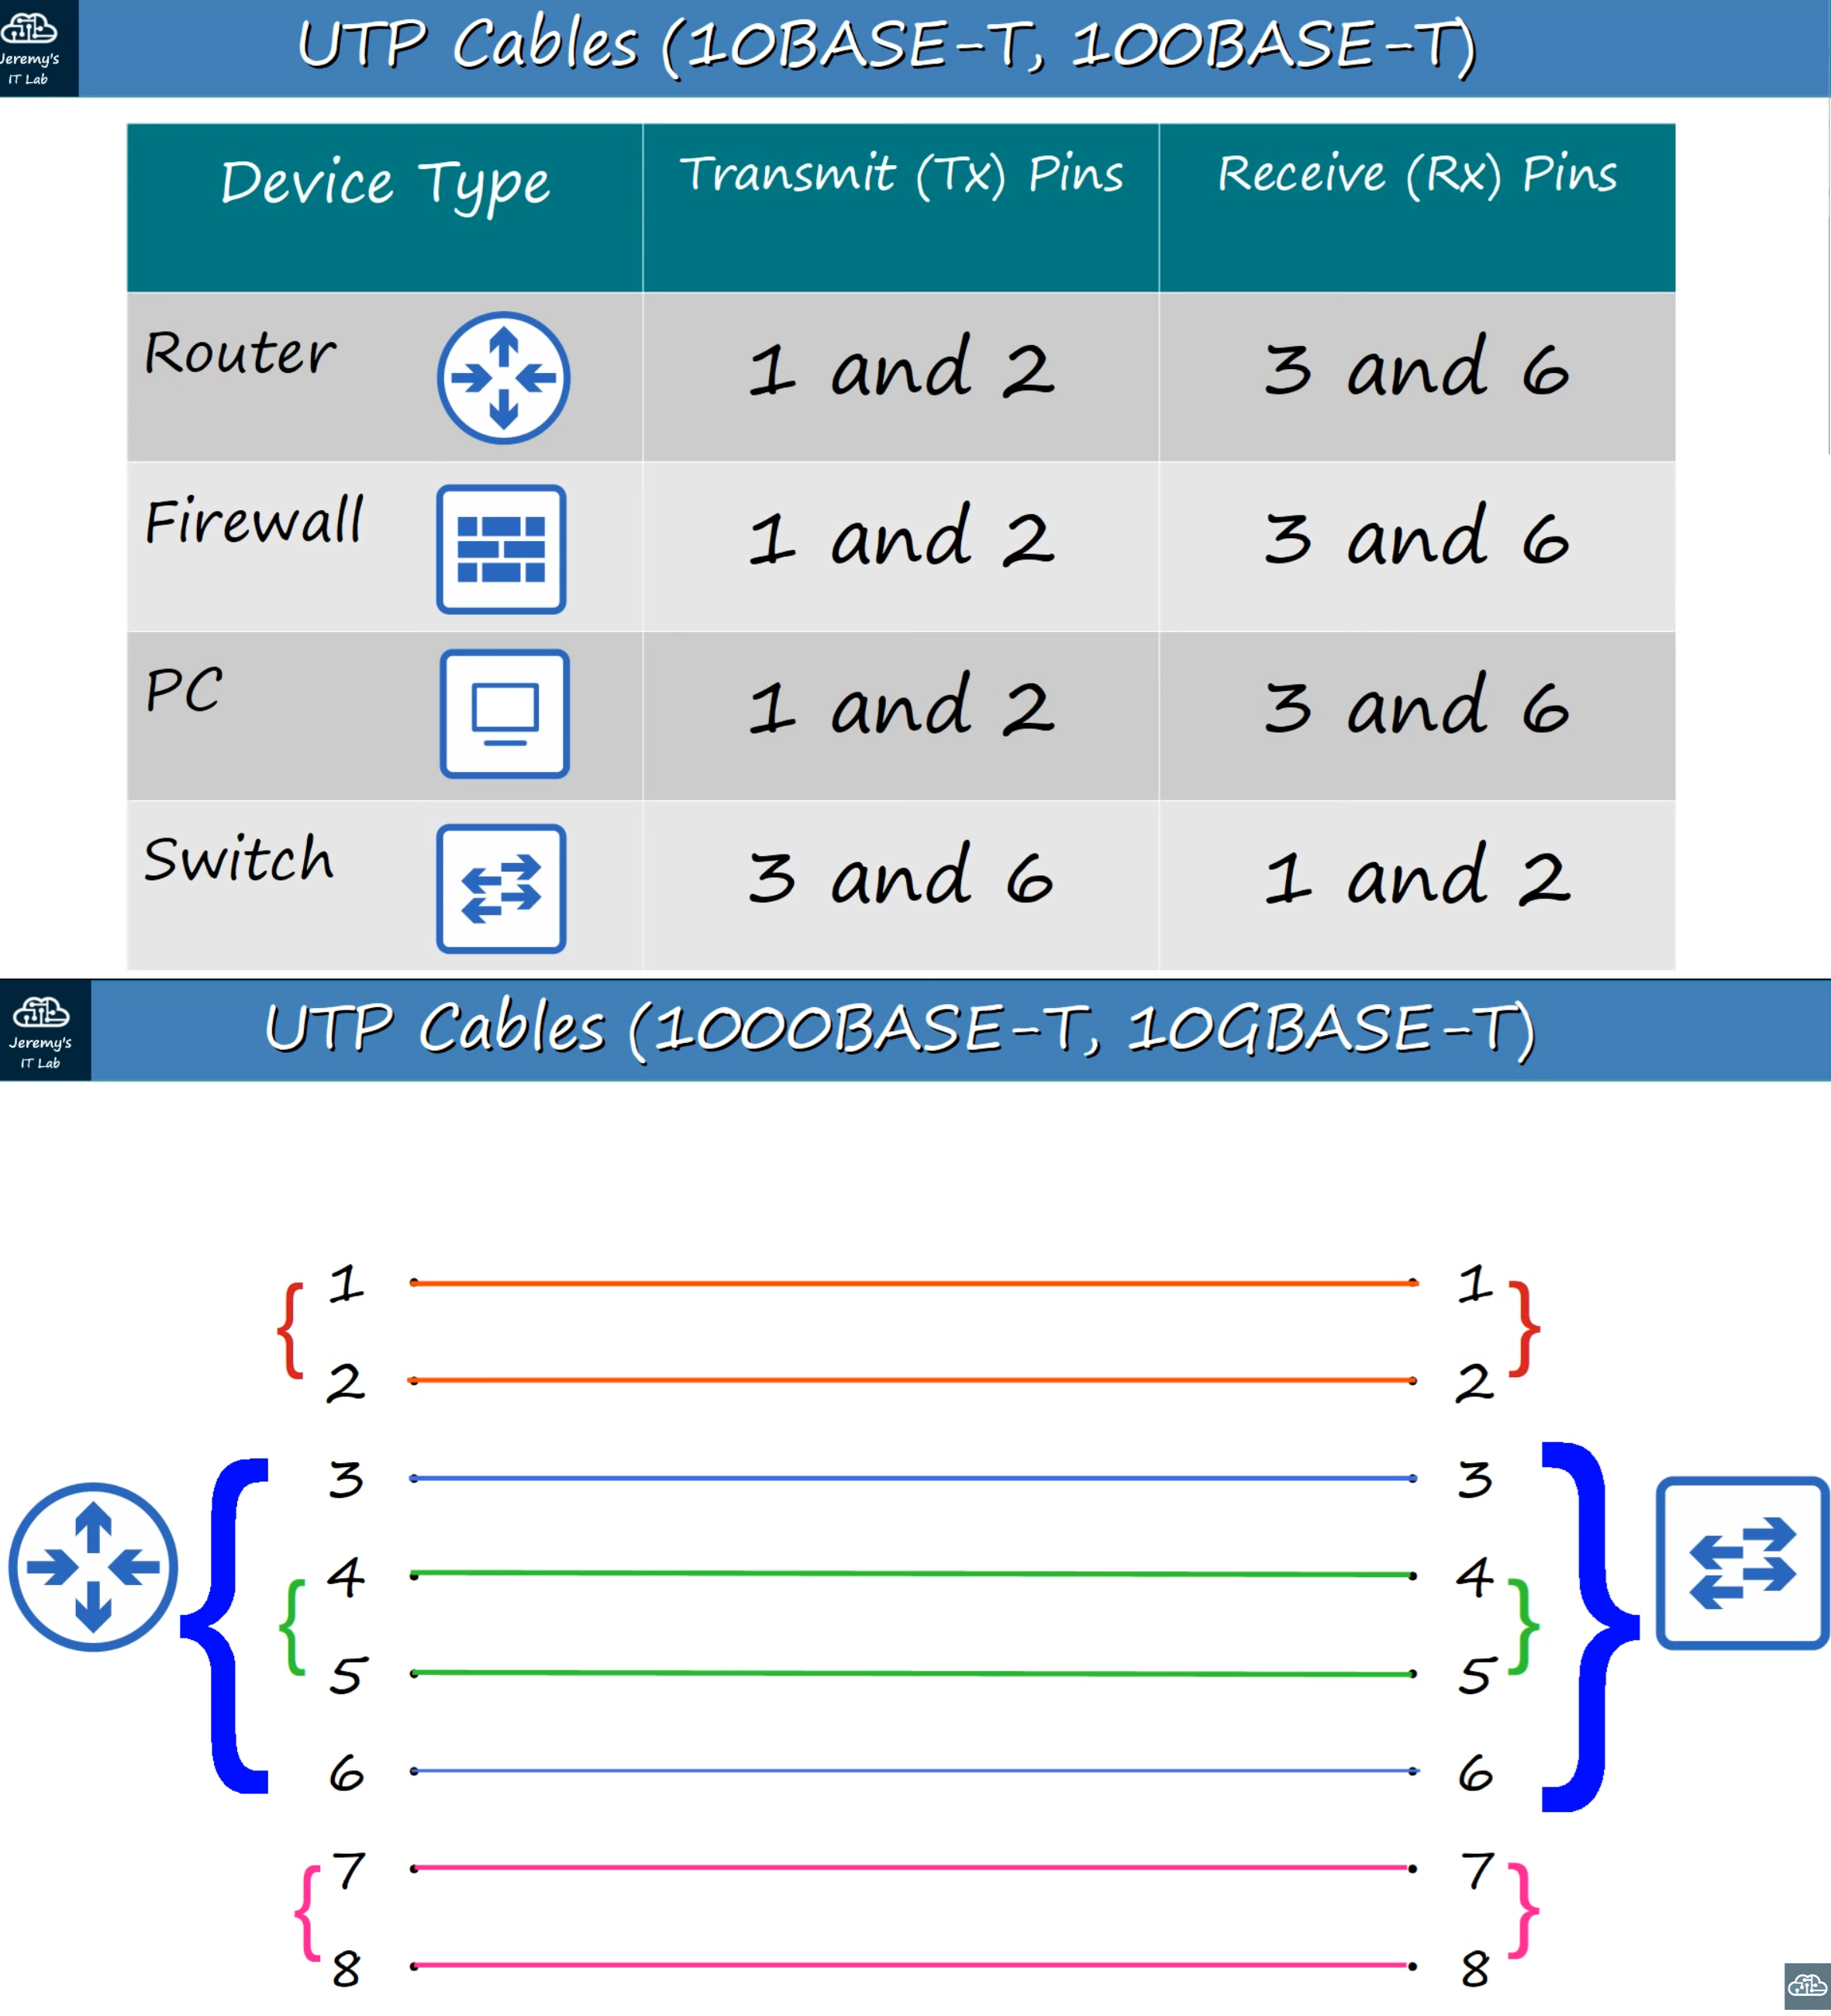 Jeremy's
IT Lab
UTP Cables (10BASE-T, 100BASE-T)
Device Type Transmit (Tx) Pins Receive (Rx) Pins
Router 1 and 2 3 and 6
Firewall 1 and 2 3 and 6
PC 1 and 2 3 and 6
Switch 3 and 6 1 and 2
Jeremy's
IT Lab
UTP Cables (1000BASE-T, 10GBASE-T)
1 1
2 2
3 3
4 4
5 5
6 6
7 7
8 8